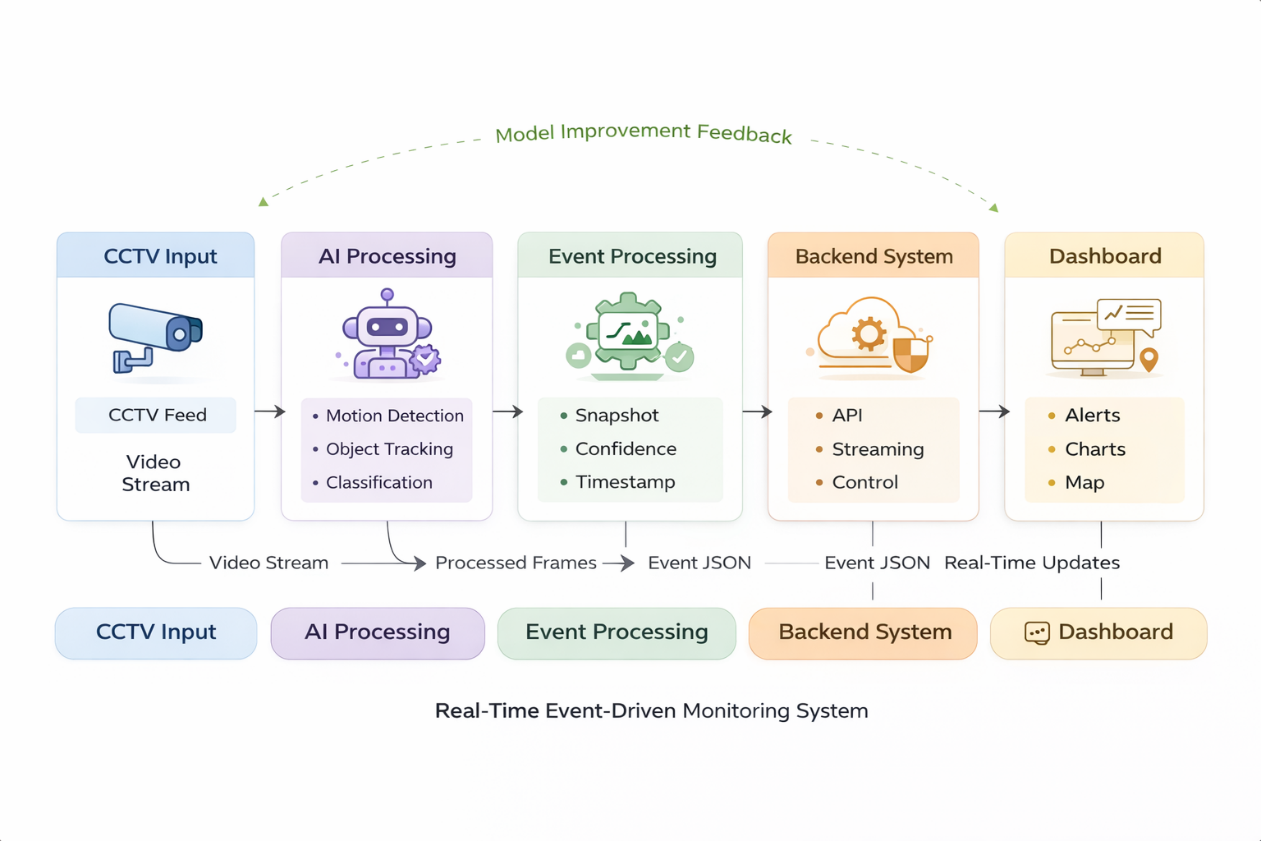 Model Improvement Feedback
CCTV Input
AI Processing
Event Processing
Backend System
Dashboard
CCTV Feed
Video
Stream
• Motion Detection
• Object Tracking
• Classification
• Snapshot
• Confidence
• Timestamp
• API
• Streaming
• Control
• Alerts
• Charts
• Map
Video Stream
Processed Frames
Event JSON
Event JSON
Real-Time Updates
CCTV Input
AI Processing
Event Processing
Backend System
Dashboard
Real-Time Event-Driven Monitoring System